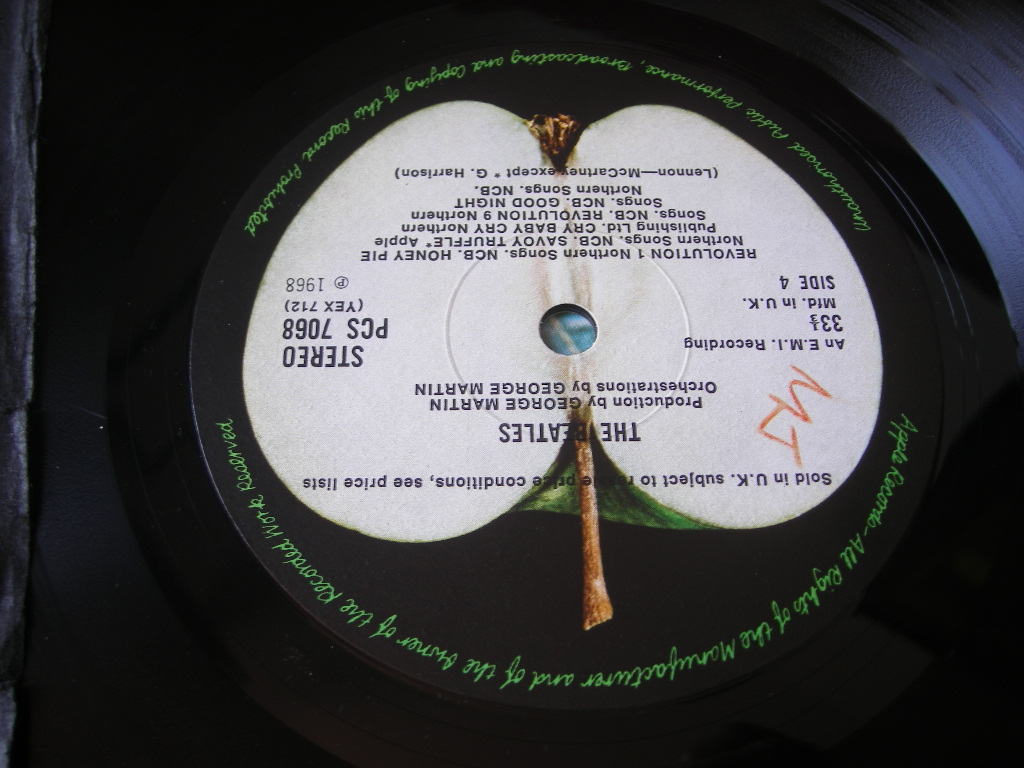 Apple Records-All Rights of the Manufacturer and of the Owner of the Recorded Work Reserved
Sold in U.K. subject to resale price conditions, see price lists
THE BEATLES
Production by GEORGE MARTIN
Orchestrations by GEORGE MARTIN
An E.M.I. Recording
33⅓
Mfd. in U.K.
SIDE 4
STEREO
PCS 7068
(YEX 712)
℗ 1968
REVOLUTION 1 Northern Songs. NCB. HONEY PIE
Northern Songs. NCB. SAVOY TRUFFLE* Apple
Publishing Ltd. CRY BABY CRY Northern
Songs. NCB. REVOLUTION 9 Northern
Songs. NCB. GOOD NIGHT
Northern Songs. NCB.
(Lennon—McCartney except * G. Harrison)
Unauthorised Public Performance, Broadcasting and Copying of this Record Prohibited